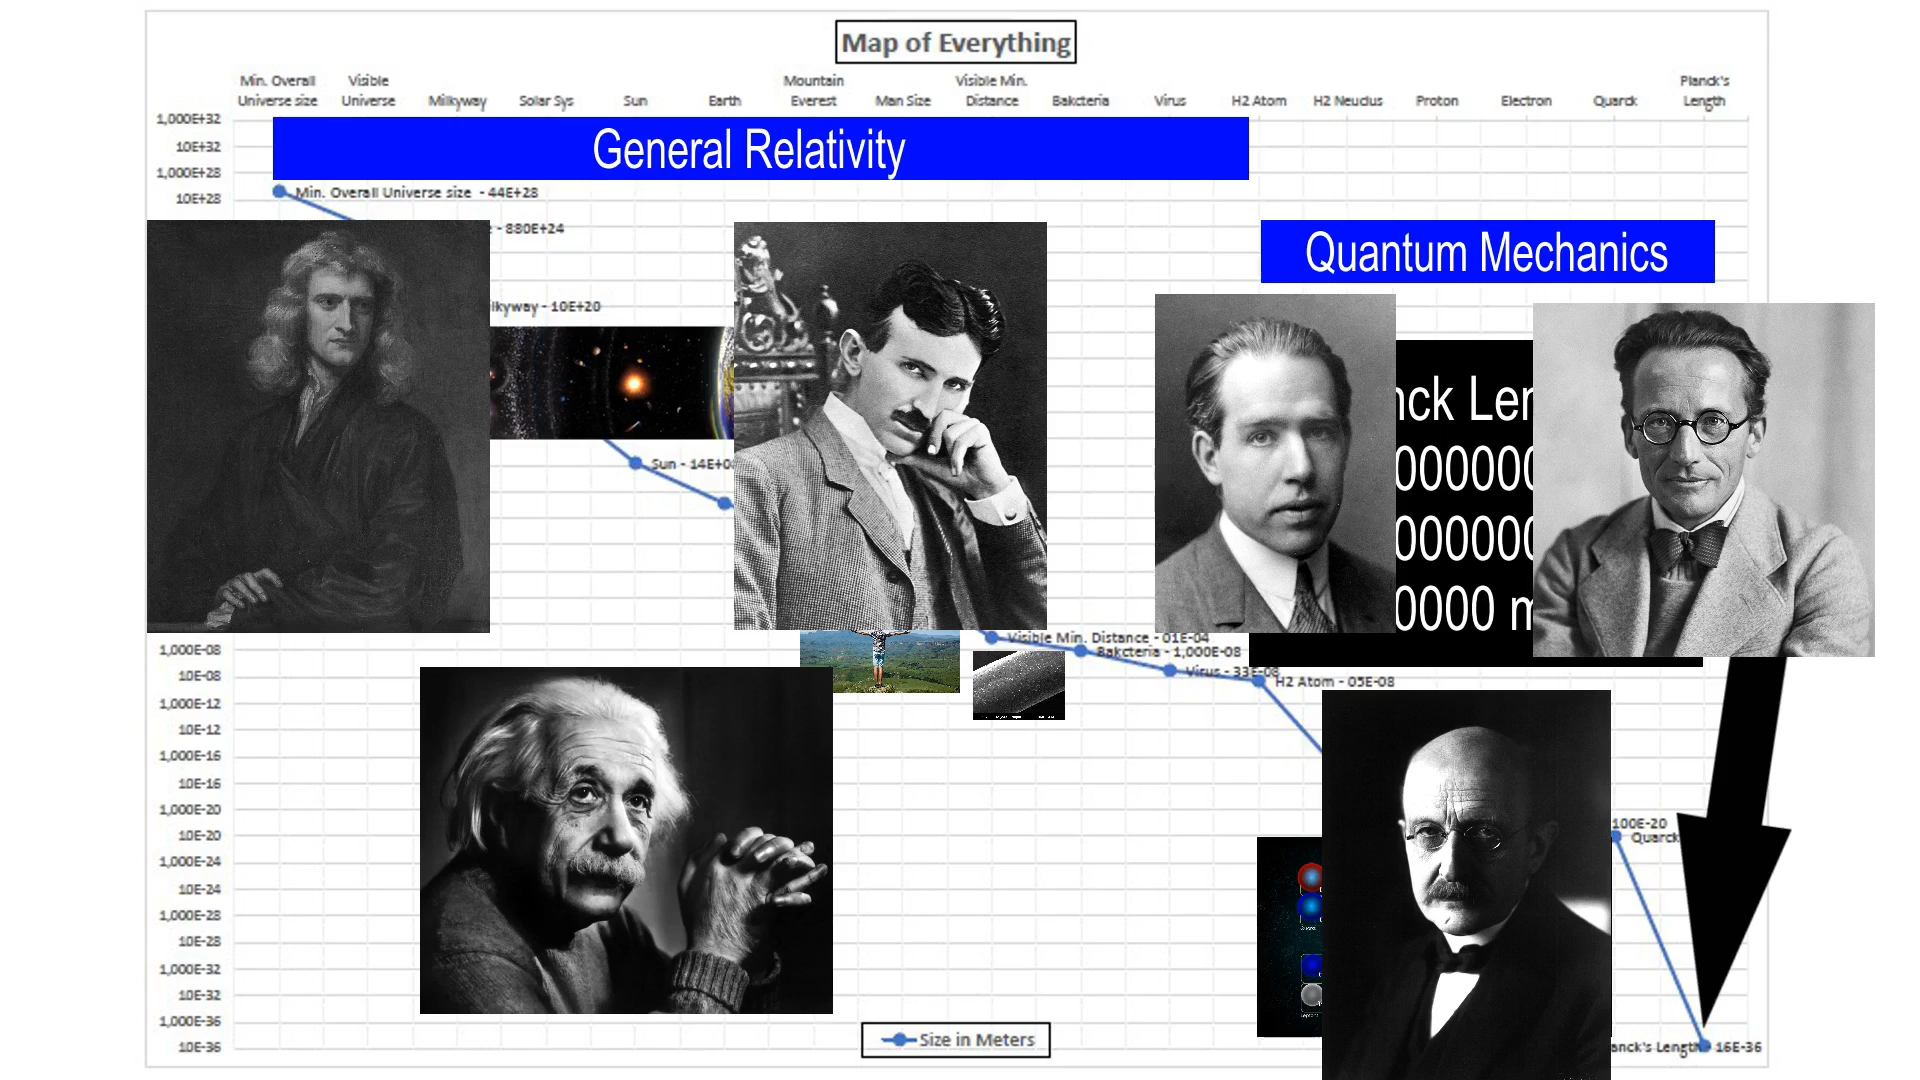 Map of Everything
Min. Overall Universe size
Visible Universe
Milkyway
Solar Sys
Sun
Earth
Mountain Everest
Man Size
Visible Min. Distance
Bakcteria
Virus
H2 Atom
H2 Neuclus
Proton
Electron
Quarck
Planck's Length
1,000E+32
10E+32
1,000E+28
10E+28
General Relativity
Min. Overall Universe size - 44E+28
- 880E+24
Quantum Mechanics
lkyway - 10E+20
nck Len
000000
000000
0000 m
Sun - 14E+0
Visible Min. Distance - 01E-04
Bakcteria - 1,000E-08
Virus - 33E-08
H2 Atom - 05E-08
1,000E-08
10E-08
1,000E-12
10E-12
1,000E-16
10E-16
1,000E-20
10E-20
1,000E-24
10E-24
1,000E-28
10E-28
1,000E-32
10E-32
1,000E-36
10E-36
100E-20
Quarck
anck's Length - 16E-36
Size in Meters